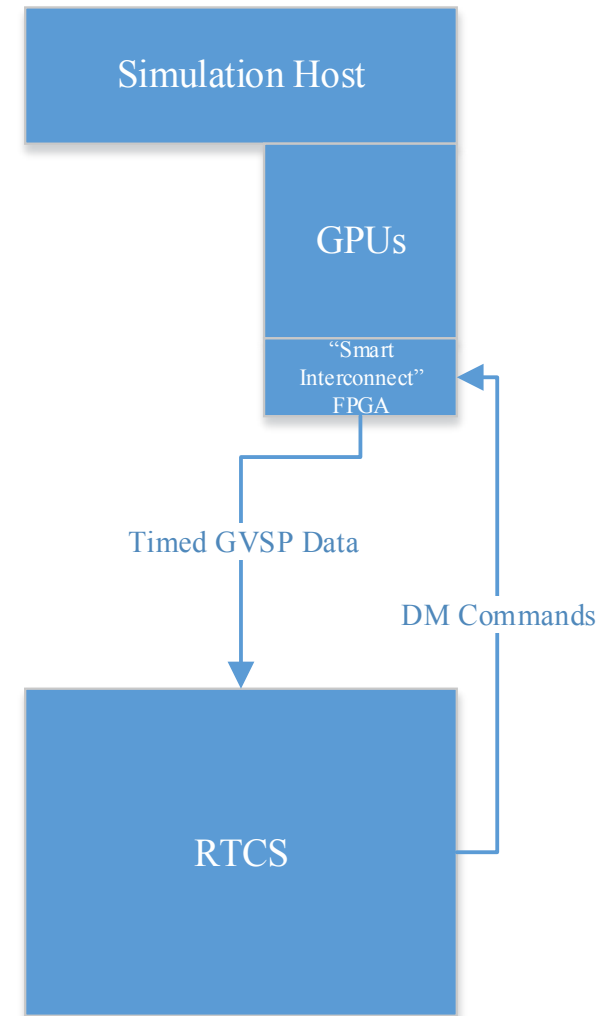 Simulation Host
GPUs
“Smart
Interconnect”
FPGA
Timed GVSP Data
DM Commands
RTCS